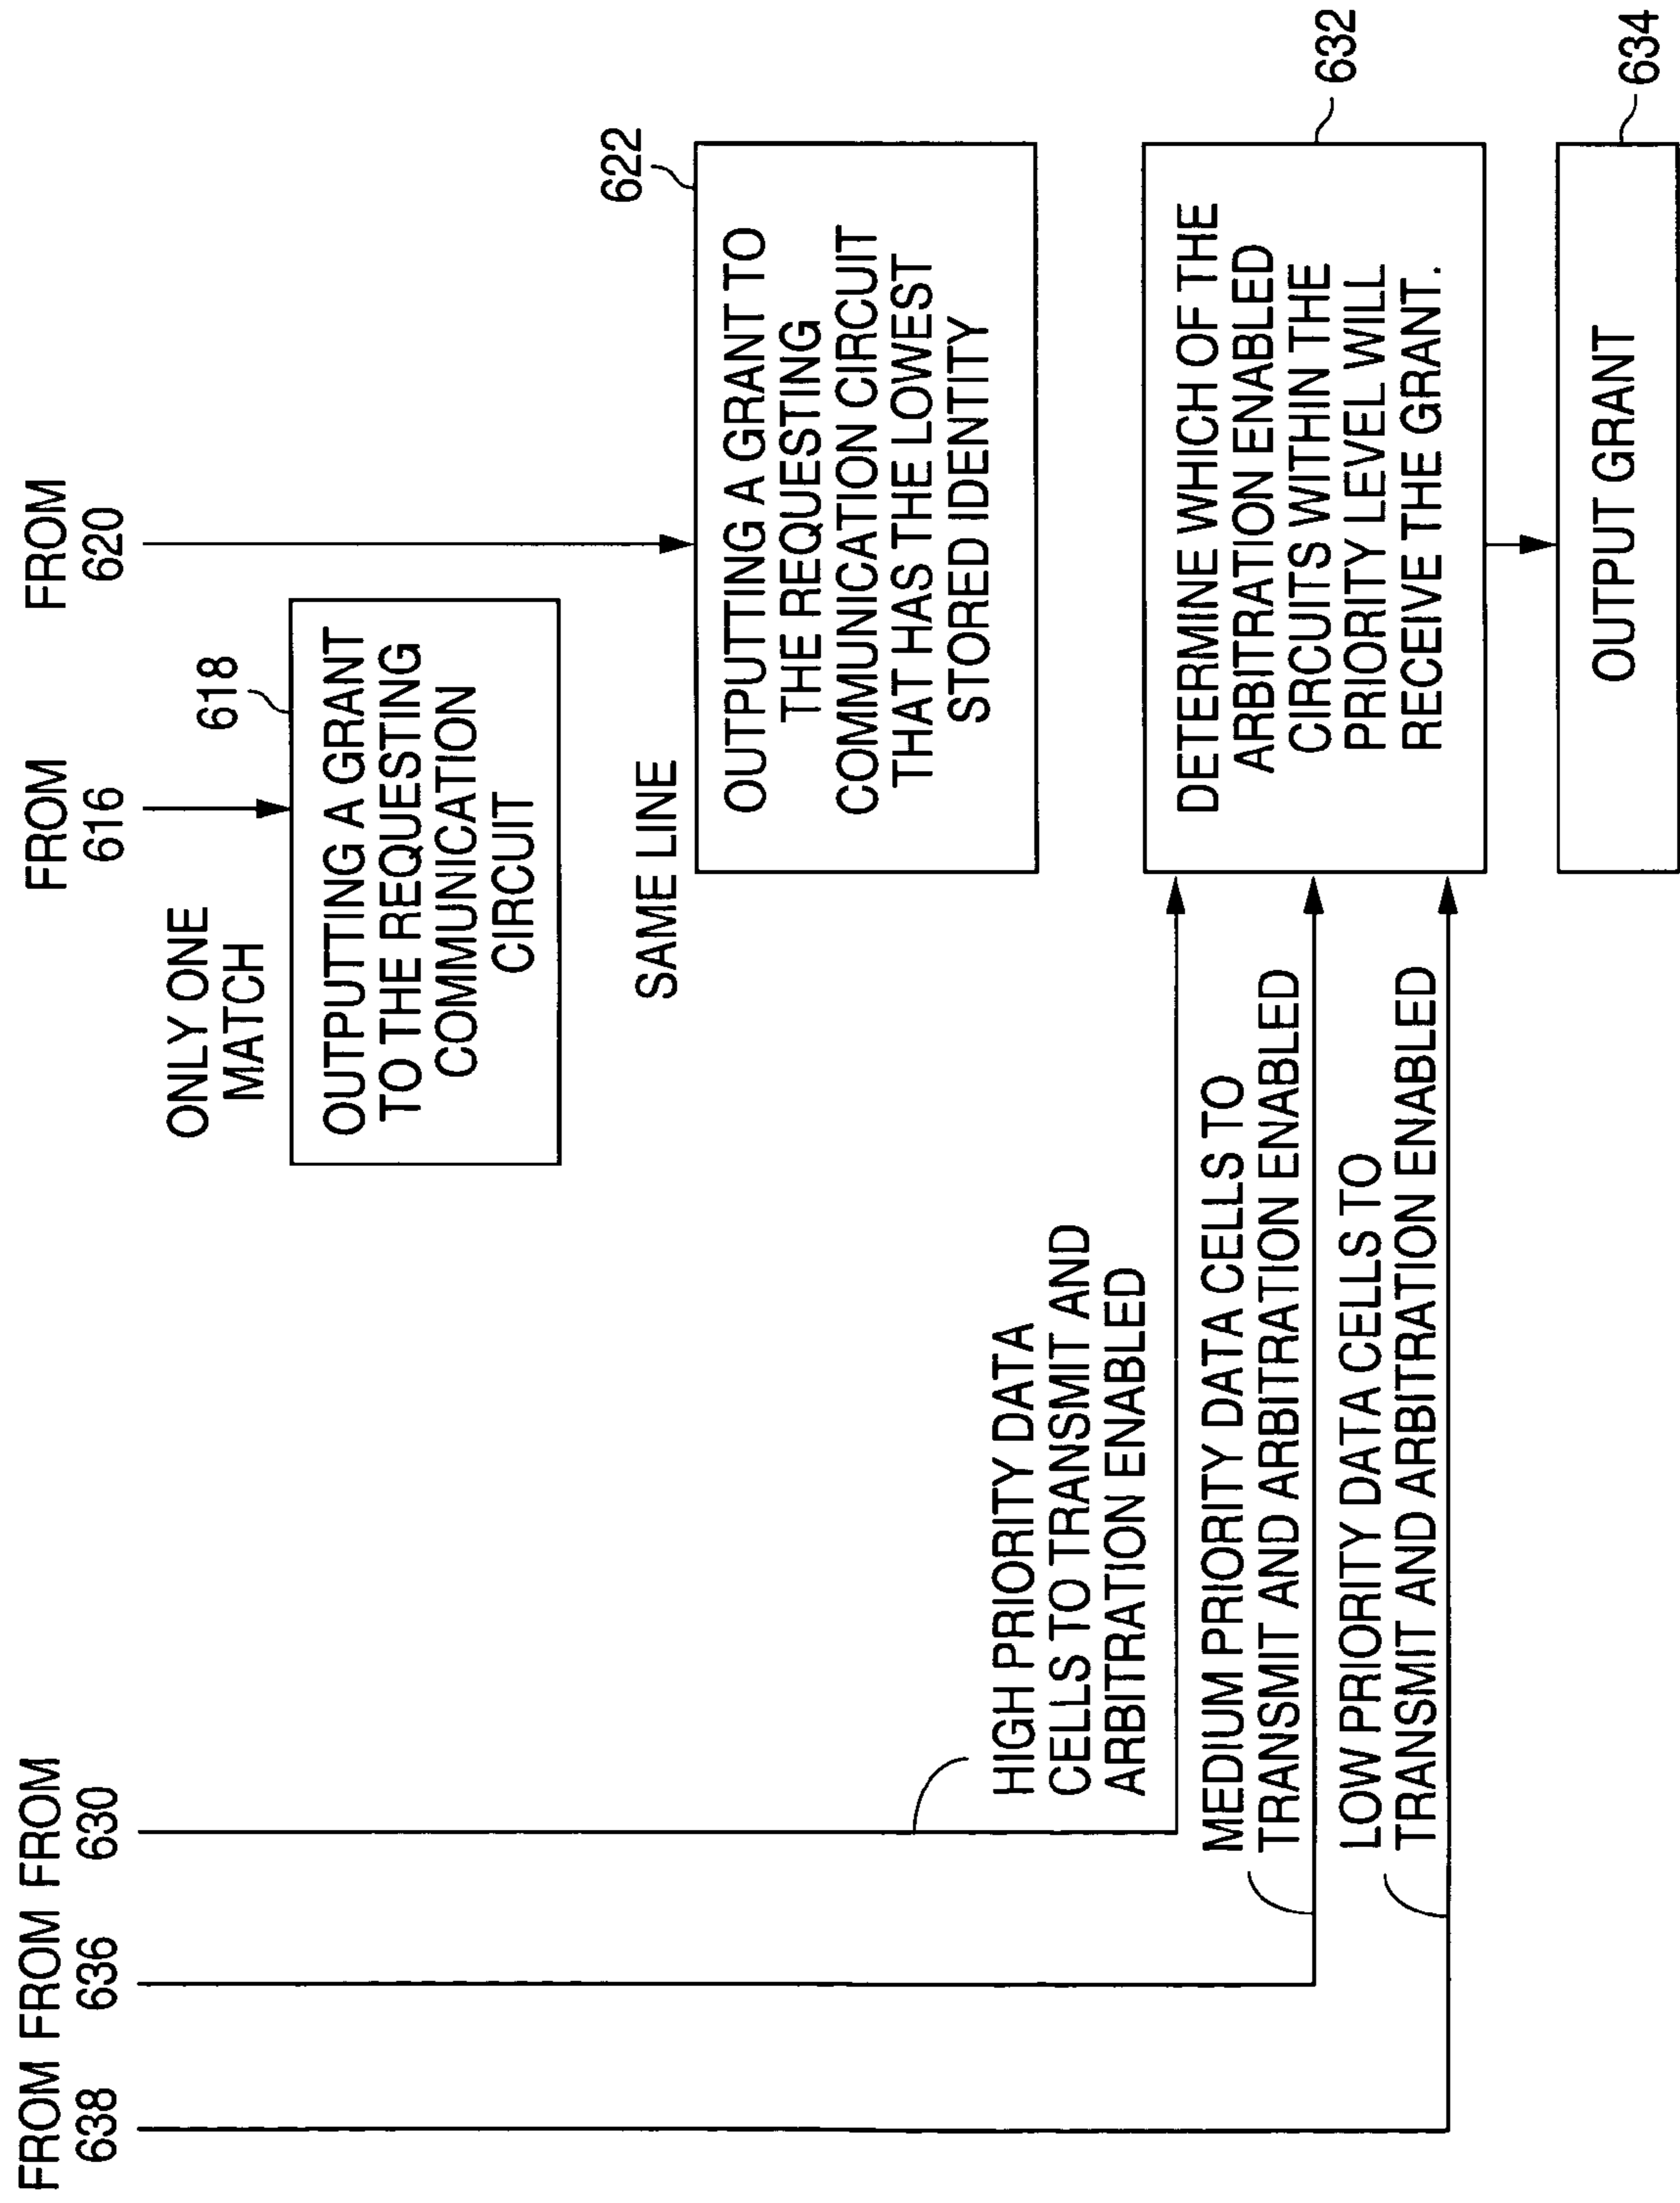 FROM FROM FROM
638 636 630
FROM
616
FROM
620
ONLY ONE
MATCH
618
OUTPUTTING A GRANT
TO THE REQUESTING
COMMUNICATION
CIRCUIT
SAME LINE
622
OUTPUTTING A GRANT TO
THE REQUESTING
COMMUNICATION CIRCUIT
THAT HAS THE LOWEST
STORED IDENTITY
HIGH PRIORITY DATA
CELLS TO TRANSMIT AND
ARBITRATION ENABLED
MEDIUM PRIORITY DATA CELLS TO
TRANSMIT AND ARBITRATION ENABLED
LOW PRIORITY DATA CELLS TO
TRANSMIT AND ARBITRATION ENABLED
DETERMINE WHICH OF THE
ARBITRATION ENABLED
CIRCUITS WITHIN THE
PRIORITY LEVEL WILL
RECEIVE THE GRANT.
632
OUTPUT GRANT
634